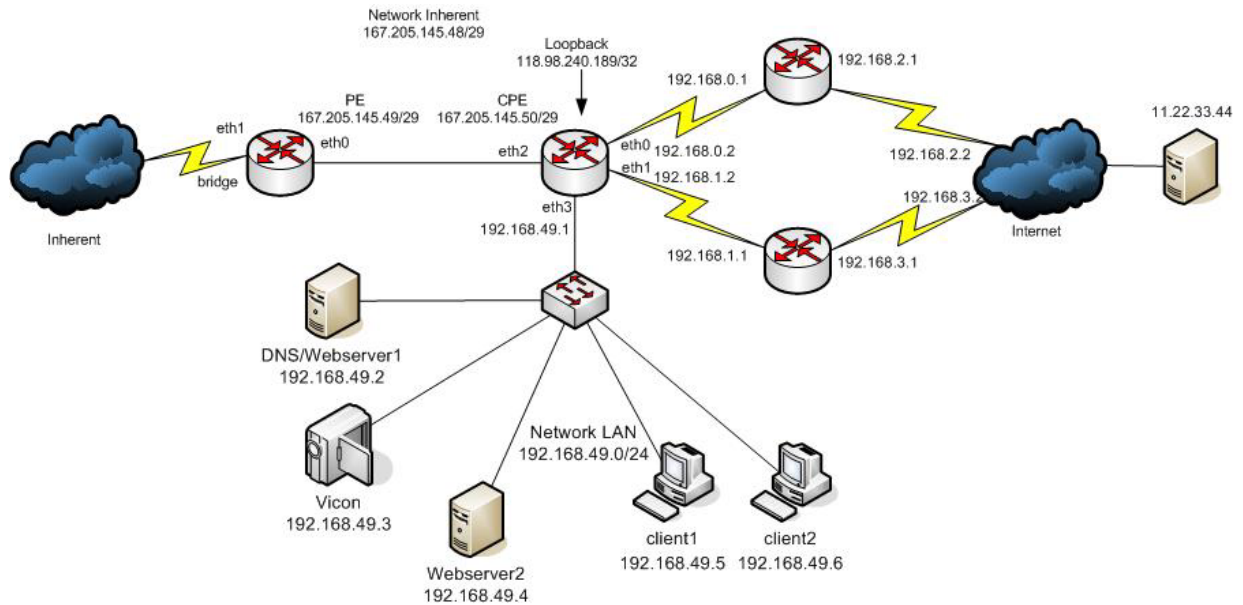 Network Inherent
167.205.145.48/29
Loopback
118.98.240.189/32
PE
167.205.145.49/29
CPE
167.205.145.50/29
eth1
eth0
bridge
Inherent
eth2
eth0
eth1
eth3
192.168.49.1
192.168.0.1
192.168.0.2
192.168.1.2
192.168.1.1
192.168.2.1
192.168.2.2
192.168.3.2
192.168.3.1
Internet
11.22.33.44
DNS/Webserver1
192.168.49.2
Vicon
192.168.49.3
Network LAN
192.168.49.0/24
Webserver2
192.168.49.4
client1
192.168.49.5
client2
192.168.49.6